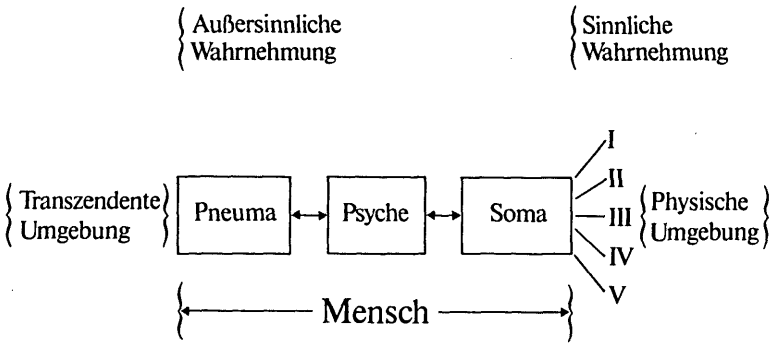 Außersinnliche
Wahrnehmung
Sinnliche
Wahrnehmung
Transzendente
Umgebung
Pneuma
Psyche
Soma
I
II
III
IV
V
Physische
Umgebung
Mensch